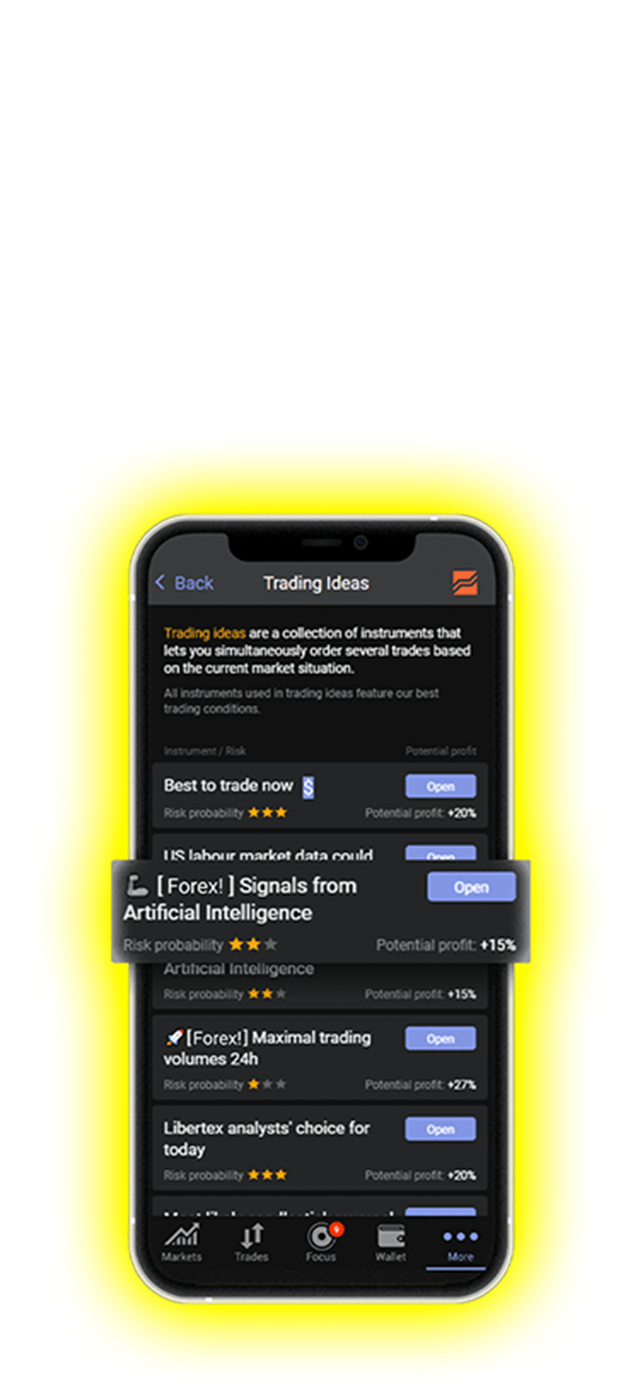 Back
Trading Ideas
Trading ideas are a collection of instruments that
lets you simultaneously order several trades based
on the current market situation.
All instruments used in trading ideas feature our best
trading conditions.
Instrument / Risk
Potential profit
Best to trade now $
Open
Risk probability
Potential profit: +20%
US labour market data could
Open
[ Forex! ] Signals from
Artificial Intelligence
Open
Risk probability
Potential profit: +15%
Artificial Intelligence
Risk probability
Potential profit: +15%
[Forex!] Maximal trading
volumes 24h
Open
Risk probability
Potential profit: +27%
Libertex analysts' choice for
today
Open
Risk probability
Potential profit: +20%
Markets
Trades
Focus
Wallet
More